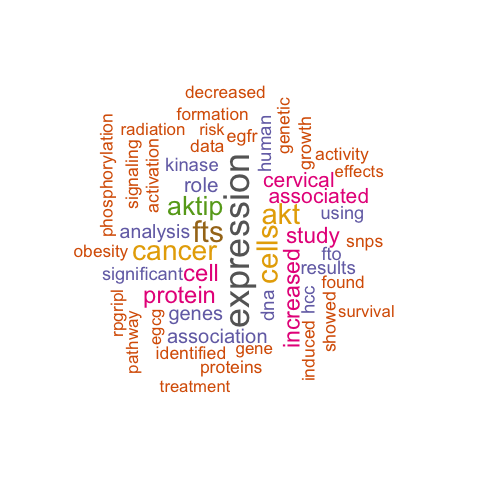 decreased
formation
phosphorylation
radiation
risk
egfr
human
genetic
growth
signaling
activation
data
activity
kinase
effects
role
cervical
associated
aktip
expression
akt
using
analysis
fts
cells
study
snps
obesity
cancer
fto
significant
cell
increased
results
found
protein
dna
hcc
showed
survival
rpgripl
pathway
egcg
genes
association
identified
gene
induced
proteins
treatment